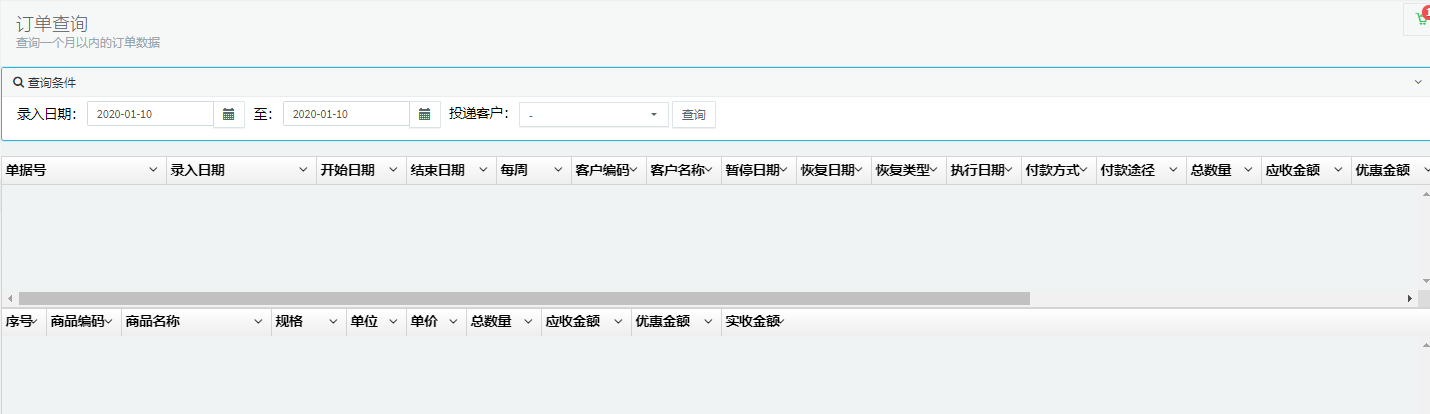 订单查询
查询一个月以内的订单数据
查询条件
录入日期: 2020-01-10 至: 2020-01-10 投递客户: - 查询
单据号 录入日期 开始日期 结束日期 每周 客户编码 客户名称 暂停日期 恢复日期 恢复类型 执行日期 付款方式 付款途径 总数量 应收金额 优惠金额
序号 商品编码 商品名称 规格 单位 单价 总数量 应收金额 优惠金额 实收金额